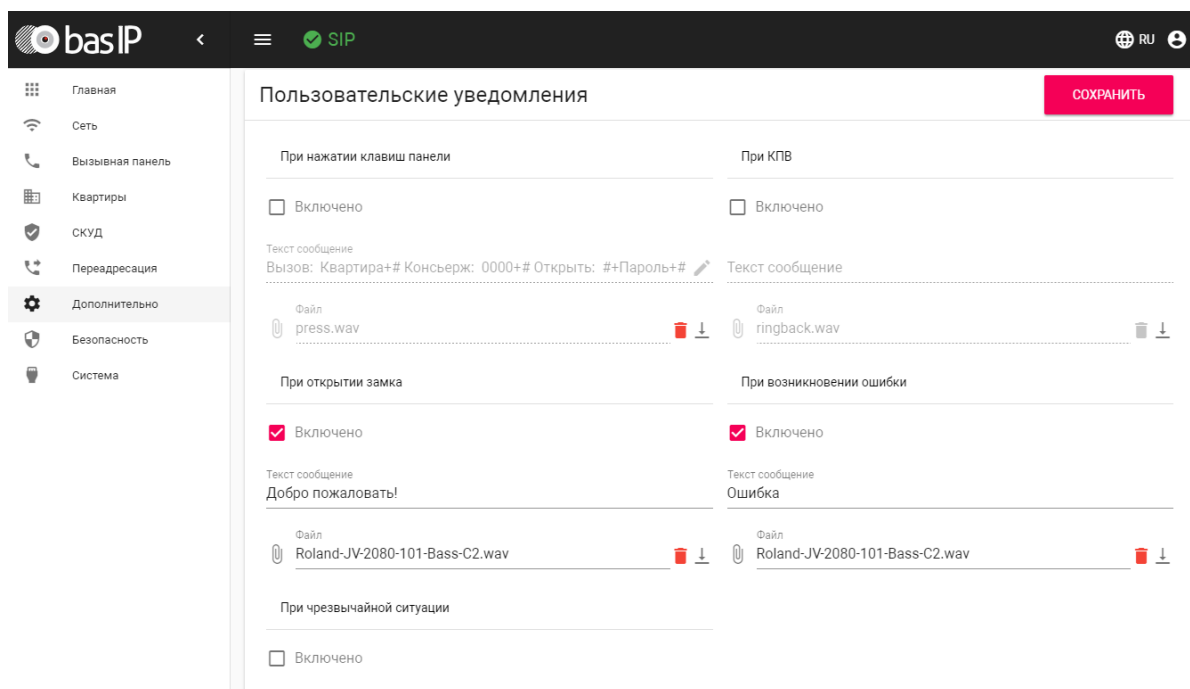 bas IP
SIP
RU
Главная
Сеть
Вызывная панель
Квартиры
СКУД
Переадресация
Дополнительно
Безопасность
Система
Пользовательские уведомления
СОХРАНИТЬ
При нажатии клавиш панели
Включено
Текст сообщение
Вызов: Квартира+# Консьерж: 0000+# Открыть: #+Пароль+#
Файл
press.wav
При КПВ
Включено
Текст сообщение
Файл
ringback.wav
При открытии замка
Включено
Текст сообщение
Добро пожаловать!
Файл
Roland-JV-2080-101-Bass-C2.wav
При возникновении ошибки
Включено
Текст сообщение
Ошибка
Файл
Roland-JV-2080-101-Bass-C2.wav
При чрезвычайной ситуации
Включено